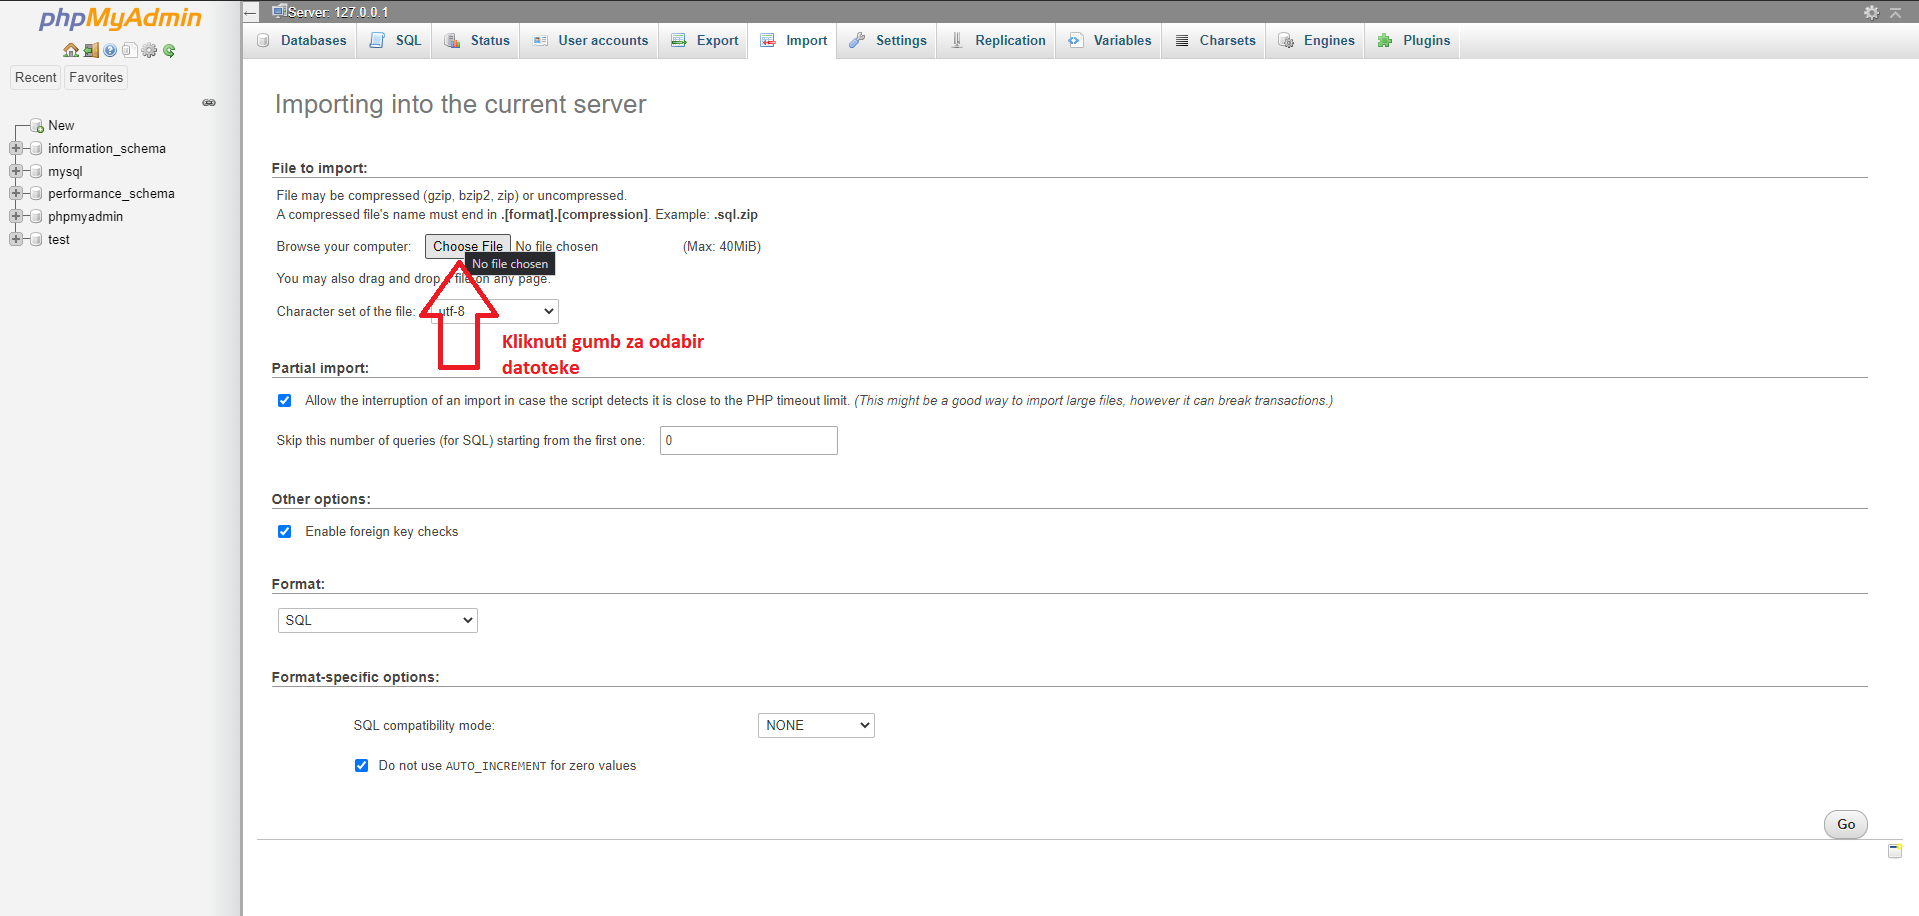 phpMyAdmin
Recent Favorites
New
information_schema
mysql
performance_schema
phpmyadmin
test
Server: 127.0.0.1
Databases SQL Status User accounts Export Import Settings Replication Variables Charsets Engines Plugins
Importing into the current server
File to import:
File may be compressed (gzip, bzip2, zip) or uncompressed.
A compressed file's name must end in .[format].[compression]. Example: .sql.zip
Browse your computer: Choose File No file chosen (Max: 40MiB)
No file chosen
You may also drag and drop a file on any page.
Character set of the file: utf-8
Kliknuti gumb za odabir
datoteke
Partial import:
Allow the interruption of an import in case the script detects it is close to the PHP timeout limit. (This might be a good way to import large files, however it can break transactions.)
Skip this number of queries (for SQL) starting from the first one: 0
Other options:
Enable foreign key checks
Format:
SQL
Format-specific options:
SQL compatibility mode: NONE
Do not use AUTO_INCREMENT for zero values
Go